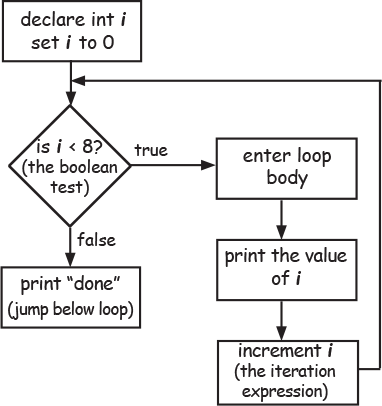 declare int i
set i to 0
is i < 8?
(the boolean
test)
true
false
enter loop
body
print the value
of i
print “done”
(jump below loop)
increment i
(the iteration
expression)